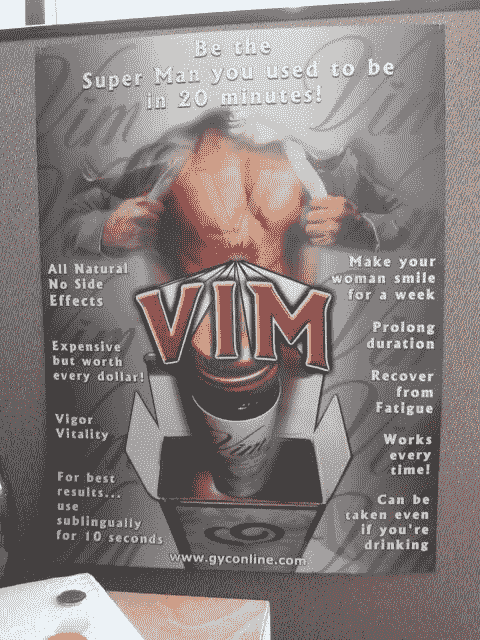 Be the
Super Man you used to be
in 20 minutes!
All Natural
No Side
Effects
Expensive
but worth
every dollar!
Vigor
Vitality
For best
results...
use
sublingually
for 10 seconds
VIM
Vim
Make your
woman smile
for a week
Prolong
duration
Recover
from
Fatigue
Works
every
time!
Can be
taken even
if you're
drinking
www.gyconline.com